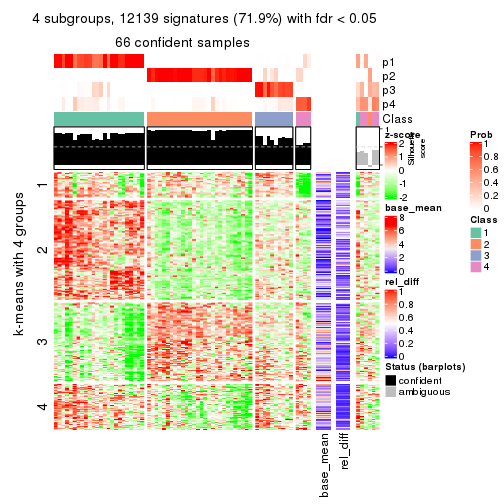 4 subgroups, 12139 signatures (71.9%) with fdr < 0.05
66 confident samples
p1
p2
p3
p4
Class
1
Silhouette
score
k-means with 4 groups
1
2
3
4
base_mean
rel_diff
z-score
2
1
0
-1
-2
base_mean
8
6
4
2
0
rel_diff
1
0.8
0.6
0.4
0.2
0
Status (barplots)
confident
ambiguous
Prob
1
0.8
0.6
0.4
0.2
0
Class
1
2
3
4